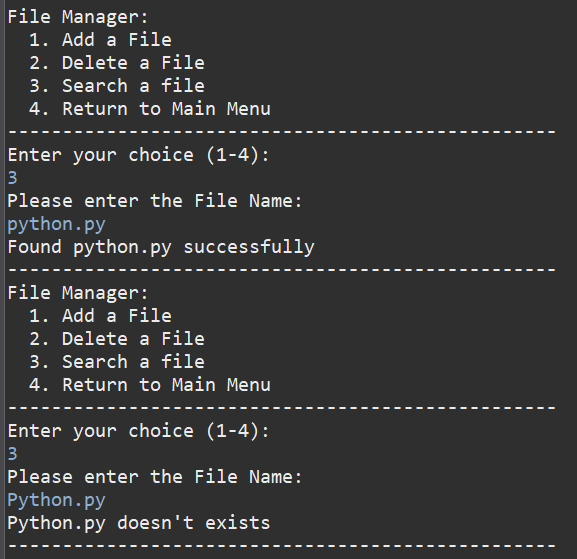 File Manager:
  1. Add a File
  2. Delete a File
  3. Search a file
  4. Return to Main Menu
--------------------------------------------------
Enter your choice (1-4):
3
Please enter the File Name:
python.py
Found python.py successfully
--------------------------------------------------
File Manager:
  1. Add a File
  2. Delete a File
  3. Search a file
  4. Return to Main Menu
--------------------------------------------------
Enter your choice (1-4):
3
Please enter the File Name:
Python.py
Python.py doesn't exists
--------------------------------------------------